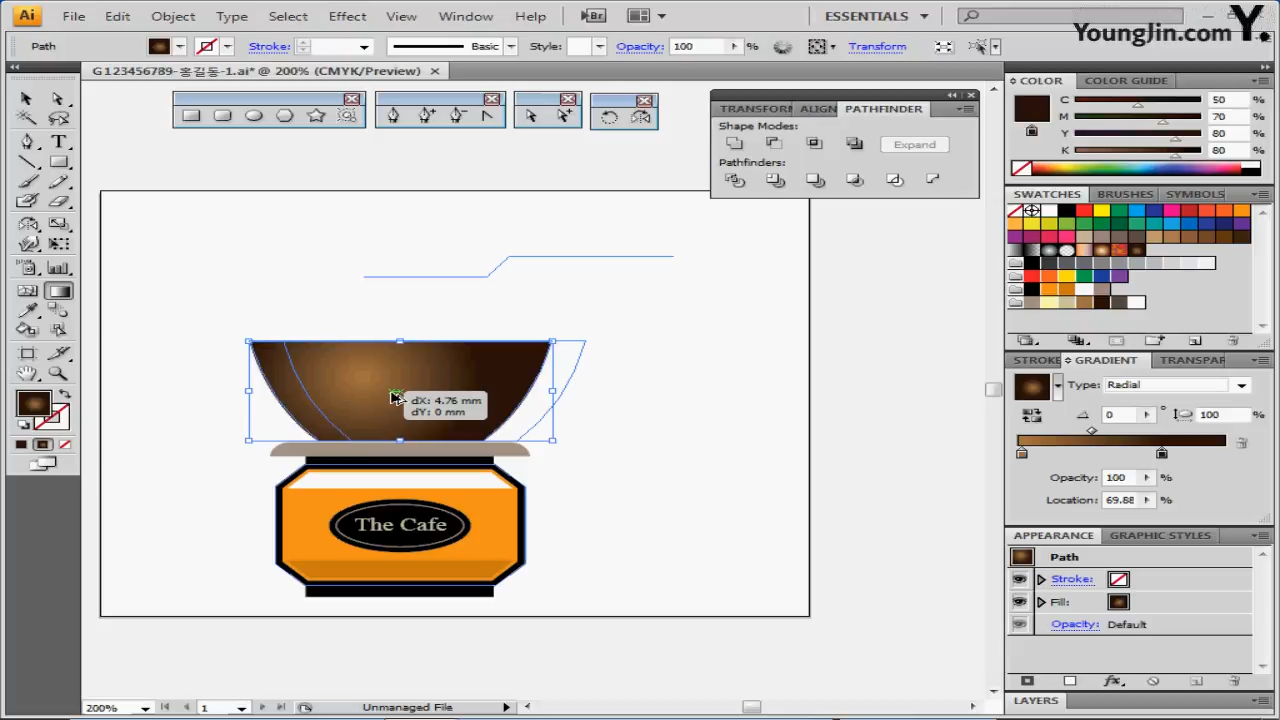 Ai File Edit Object Type Select Effect View Window Help Br ESSENTIALS
YoungJin.com Y.
Path Stroke: Basic Style: Opacity: 100 % Transform
G123456789-홍길동-1.ai* @ 200% (CMYK/Preview)
COLOR COLOR GUIDE
C 50 %
M 70 %
Y 80 %
K 80 %
TRANSFORM ALIGN PATHFINDER
Shape Modes:
Expand
Pathfinders:
SWATCHES BRUSHES SYMBOLS
STROKE GRADIENT TRANSPAR
Type: Radial
0 ° 100 %
Opacity: 100 %
Location: 69.88 %
dX: 4.76 mm
dY: 0 mm
The Cafe
APPEARANCE GRAPHIC STYLES
Path
Stroke:
Fill:
Opacity: Default
fx
LAYERS
200% 1 Unmanaged File